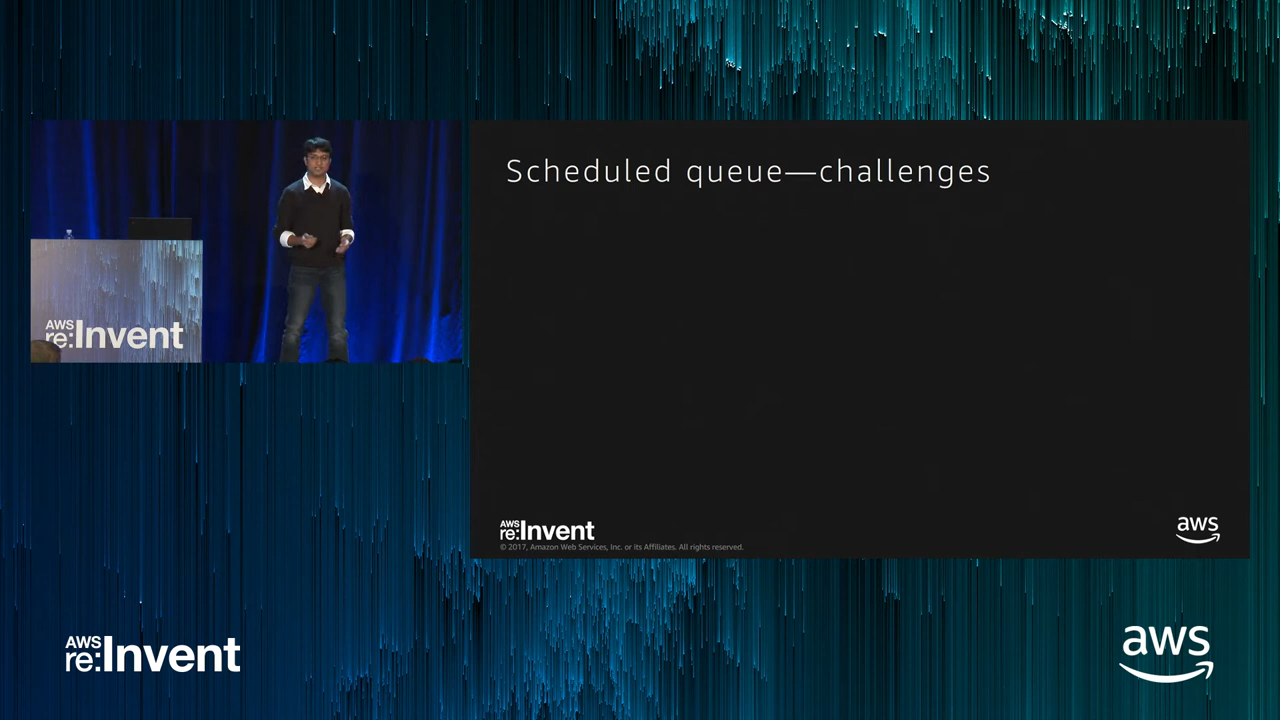 Scheduled queue—challenges
AWS
re:Invent
AWS
re:Invent
© 2017, Amazon Web Services, Inc. or its Affiliates. All rights reserved.
aws
AWS
re:Invent
aws